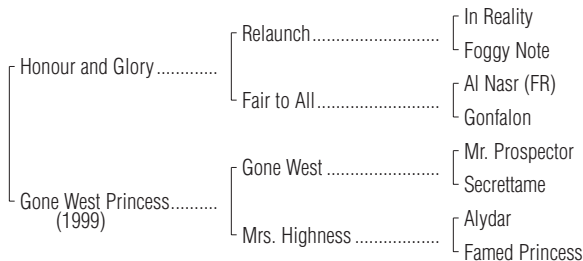 In Reality
Relaunch
Foggy Note
Honour and Glory
Al Nasr (FR)
Fair to All
Gonfalon
Mr. Prospector
Gone West
Secrettame
Gone West Princess
(1999)
Alydar
Mrs. Highness
Famed Princess